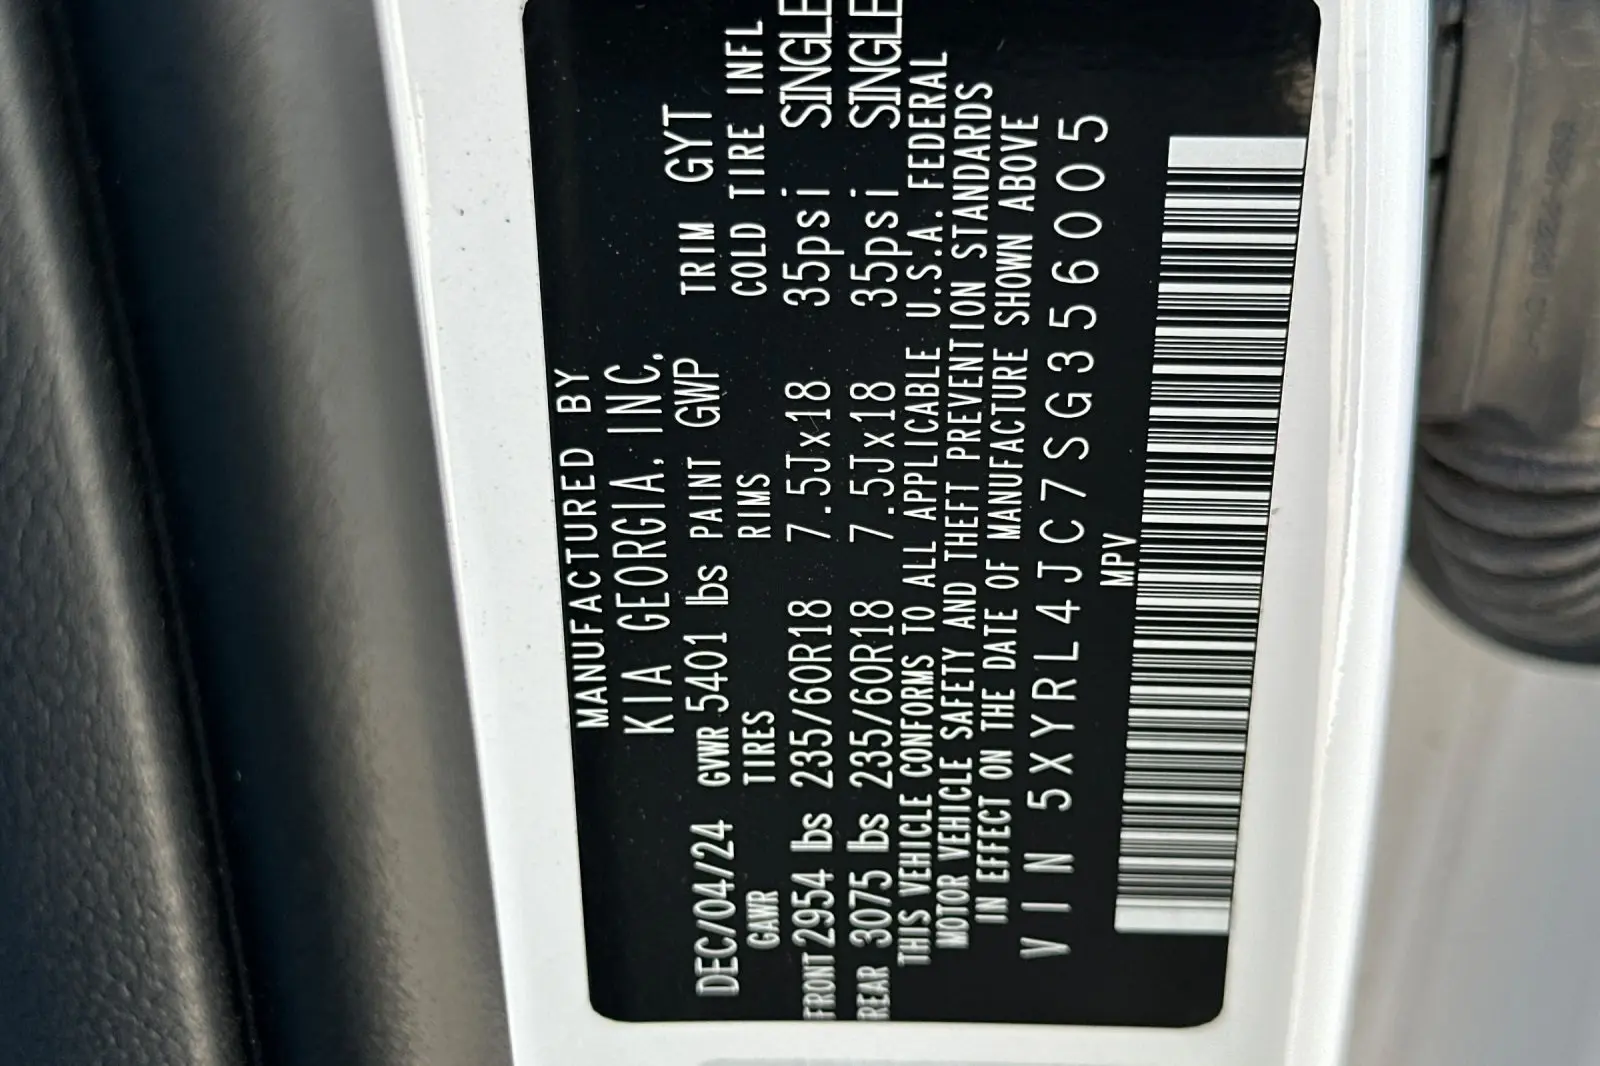 MANUFACTURED BY
KIA GEORGIA, INC.
DEC/04/24 GVWR 5401 lbs PAINT GWP TRIM GYT
GAWR TIRES RIMS COLD TIRE INFL
FRONT 2954 lbs 235/60R18 7.5Jx18 35psi SINGLE
REAR 3075 lbs 235/60R18 7.5Jx18 35psi SINGLE
THIS VEHICLE CONFORMS TO ALL APPLICABLE U.S.A. FEDERAL
MOTOR VEHICLE SAFETY AND THEFT PREVENTION STANDARDS
IN EFFECT ON THE DATE OF MANUFACTURE SHOWN ABOVE
VIN 5XYRL4JC7SG356005
MPV